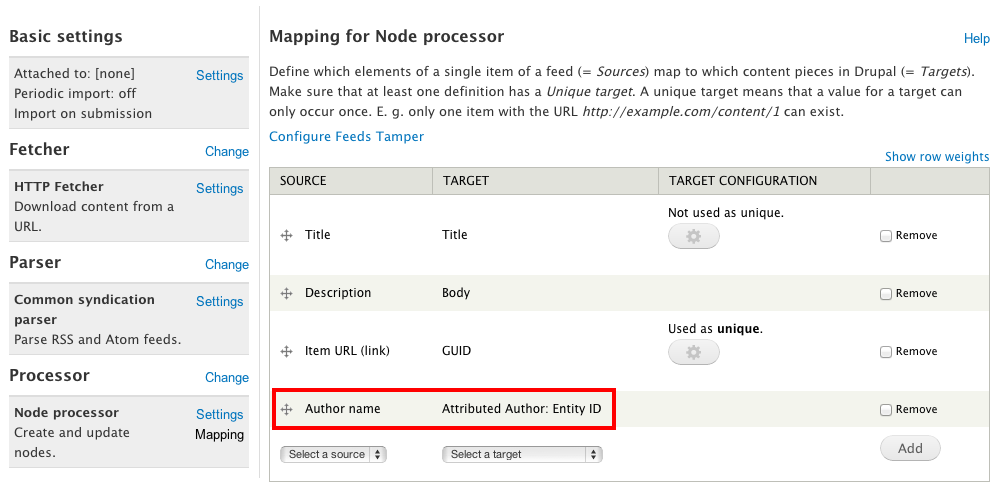 Basic settings
Attached to: [none]
Settings
Periodic import: off
Import on submission
Fetcher
Change
HTTP Fetcher
Settings
Download content from a
URL.
Parser
Change
Common syndication
Settings
parser
Parse RSS and Atom feeds.
Processor
Change
Node processor
Settings
Create and update
Mapping
nodes.
Mapping for Node processor
Help
Define which elements of a single item of a feed (= Sources) map to which content pieces in Drupal (= Targets).
Make sure that at least one definition has a Unique target. A unique target means that a value for a target can
only occur once. E. g. only one item with the URL http://example.com/content/1 can exist.
Configure Feeds Tamper
Show row weights
SOURCE TARGET TARGET CONFIGURATION
Not used as unique.
Title Title Remove
Description Body Remove
Used as unique.
Item URL (link) GUID Remove
Author name Attributed Author: Entity ID Remove
Select a source Select a target Add